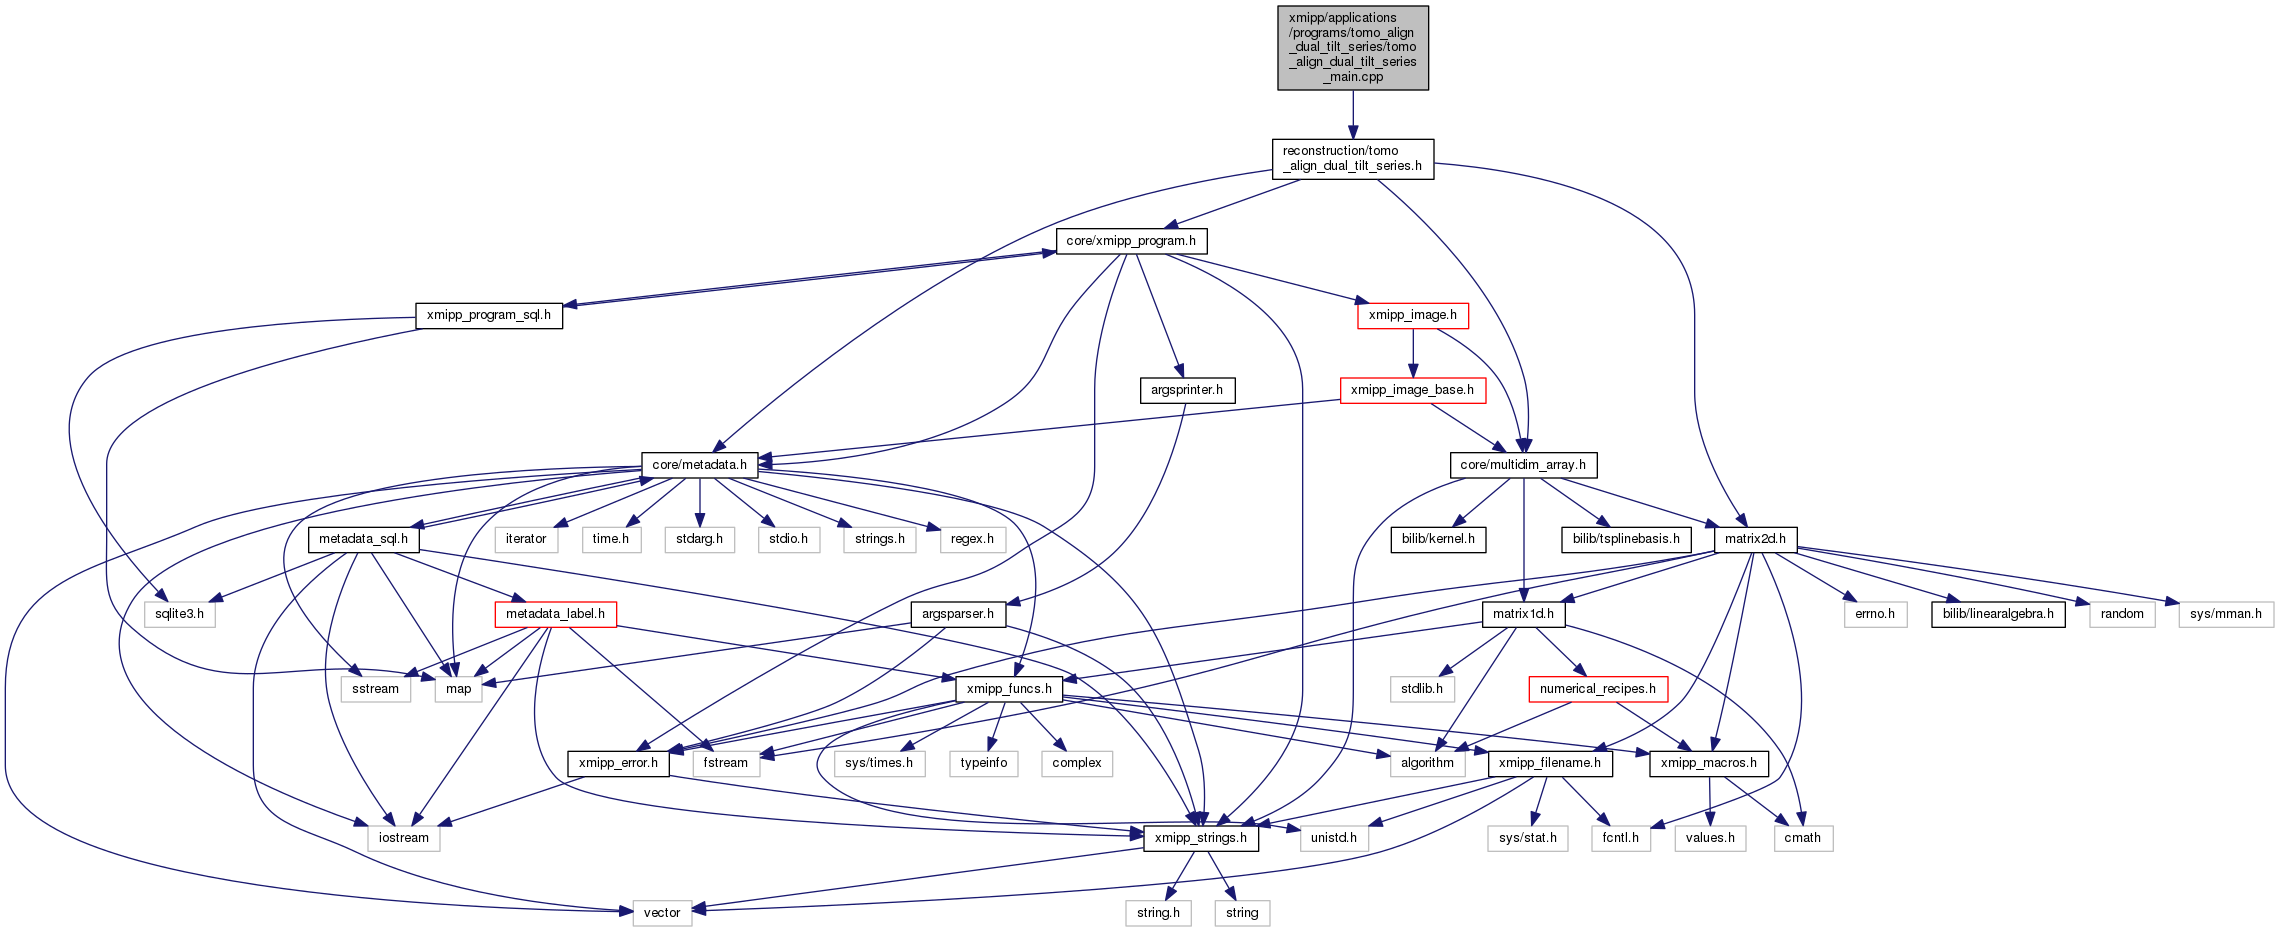 xmipp/applications
/programs/tomo_align
_dual_tilt_series/tomo
_align_dual_tilt_series
_main.cpp
reconstruction/tomo
_align_dual_tilt_series.h
core/xmipp_program.h
xmipp_program_sql.h
xmipp_image.h
argsprinter.h
xmipp_image_base.h
core/metadata.h
core/multidim_array.h
metadata_sql.h
iterator
time.h
stdarg.h
stdio.h
strings.h
regex.h
bilib/kernel.h
bilib/tsplinebasis.h
matrix2d.h
sqlite3.h
metadata_label.h
argsparser.h
matrix1d.h
errno.h
bilib/linearalgebra.h
random
sys/mman.h
sstream
map
xmipp_funcs.h
stdlib.h
numerical_recipes.h
xmipp_error.h
fstream
sys/times.h
typeinfo
complex
algorithm
xmipp_filename.h
xmipp_macros.h
iostream
xmipp_strings.h
unistd.h
sys/stat.h
fcntl.h
values.h
cmath
vector
string.h
string